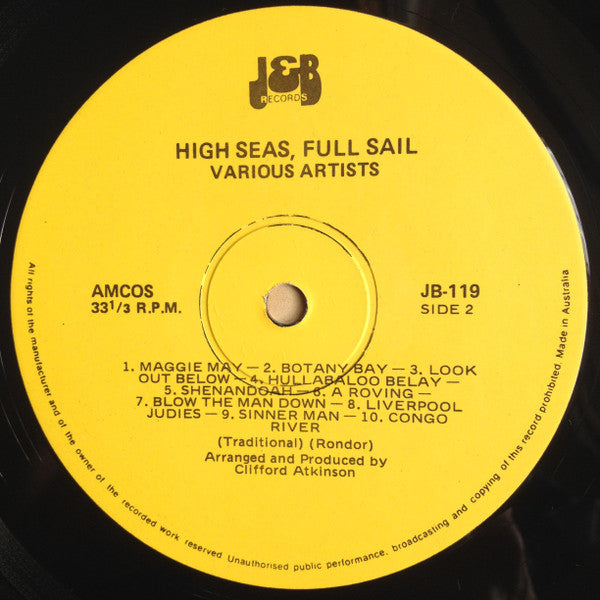 J&B
RECORDS
HIGH SEAS, FULL SAIL
VARIOUS ARTISTS
AMCOS
33 1/3 R.P.M.
JB-119
SIDE 2
1. MAGGIE MAY — 2. BOTANY BAY — 3. LOOK
OUT BELOW — 4. HULLABALOO BELAY —
5. SHENANDOAH — 6. A ROVING —
7. BLOW THE MAN DOWN — 8. LIVERPOOL
JUDIES — 9. SINNER MAN — 10. CONGO
RIVER
(Traditional) (Rondor)
Arranged and Produced by
Clifford Atkinson
All rights of the manufacturer and of the owner of the recorded work reserved Unauthorised public performance, broadcasting and copying of this record prohibited. Made in Australia